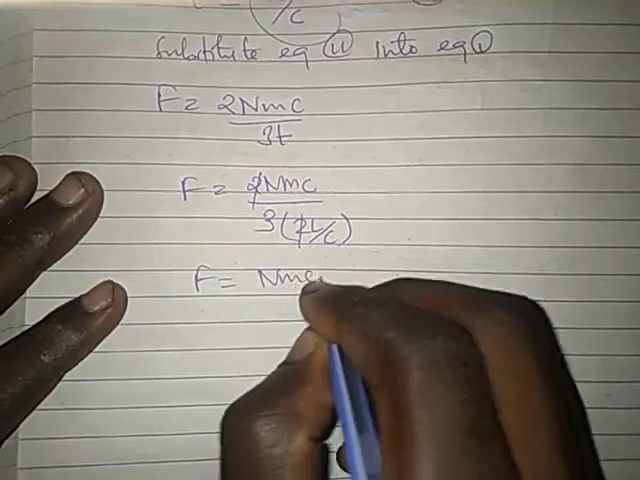 /c
Substitute eq (ii) into eq (i)
F = 2Nmc
3t
F = 2Nmc
3(2L/c)
F = Nmc